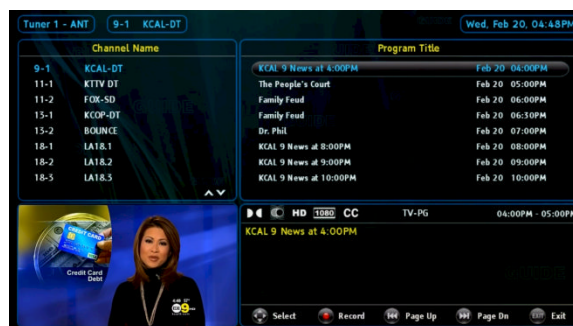 Tuner 1 - ANT 9-1 KCAL-DT Wed, Feb 20, 04:48PM
Channel Name
9-1 KCAL-DT
11-1 KTTV DT
11-2 FOX-SD
13-1 KCOP-DT
13-2 BOUNCE
18-1 LA18.1
18-2 LA18.2
18-3 LA18.3
Program Title
KCAL 9 News at 4:00PM Feb 20 04:00PM
The People's Court Feb 20 05:00PM
Family Feud Feb 20 06:00PM
Family Feud Feb 20 06:30PM
Dr. Phil Feb 20 07:00PM
KCAL 9 News at 8:00PM Feb 20 08:00PM
KCAL 9 News at 9:00PM Feb 20 09:00PM
KCAL 9 News at 10:00PM Feb 20 10:00PM
CREDIT CARD
Credit Card
Debt
9
HD 1080 CC TV-PG 04:00PM - 05:00PM
KCAL 9 News at 4:00PM
Select Record Page Up Page Dn EXIT Exit